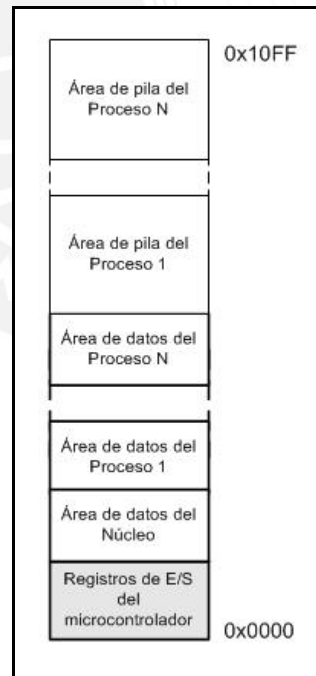 0x10FF
Área de pila del
Proceso N
Área de pila del
Proceso 1
Área de datos del
Proceso N
Área de datos del
Proceso 1
Área de datos del
Núcleo
Registros de E/S
del
microcontrolador
0x0000